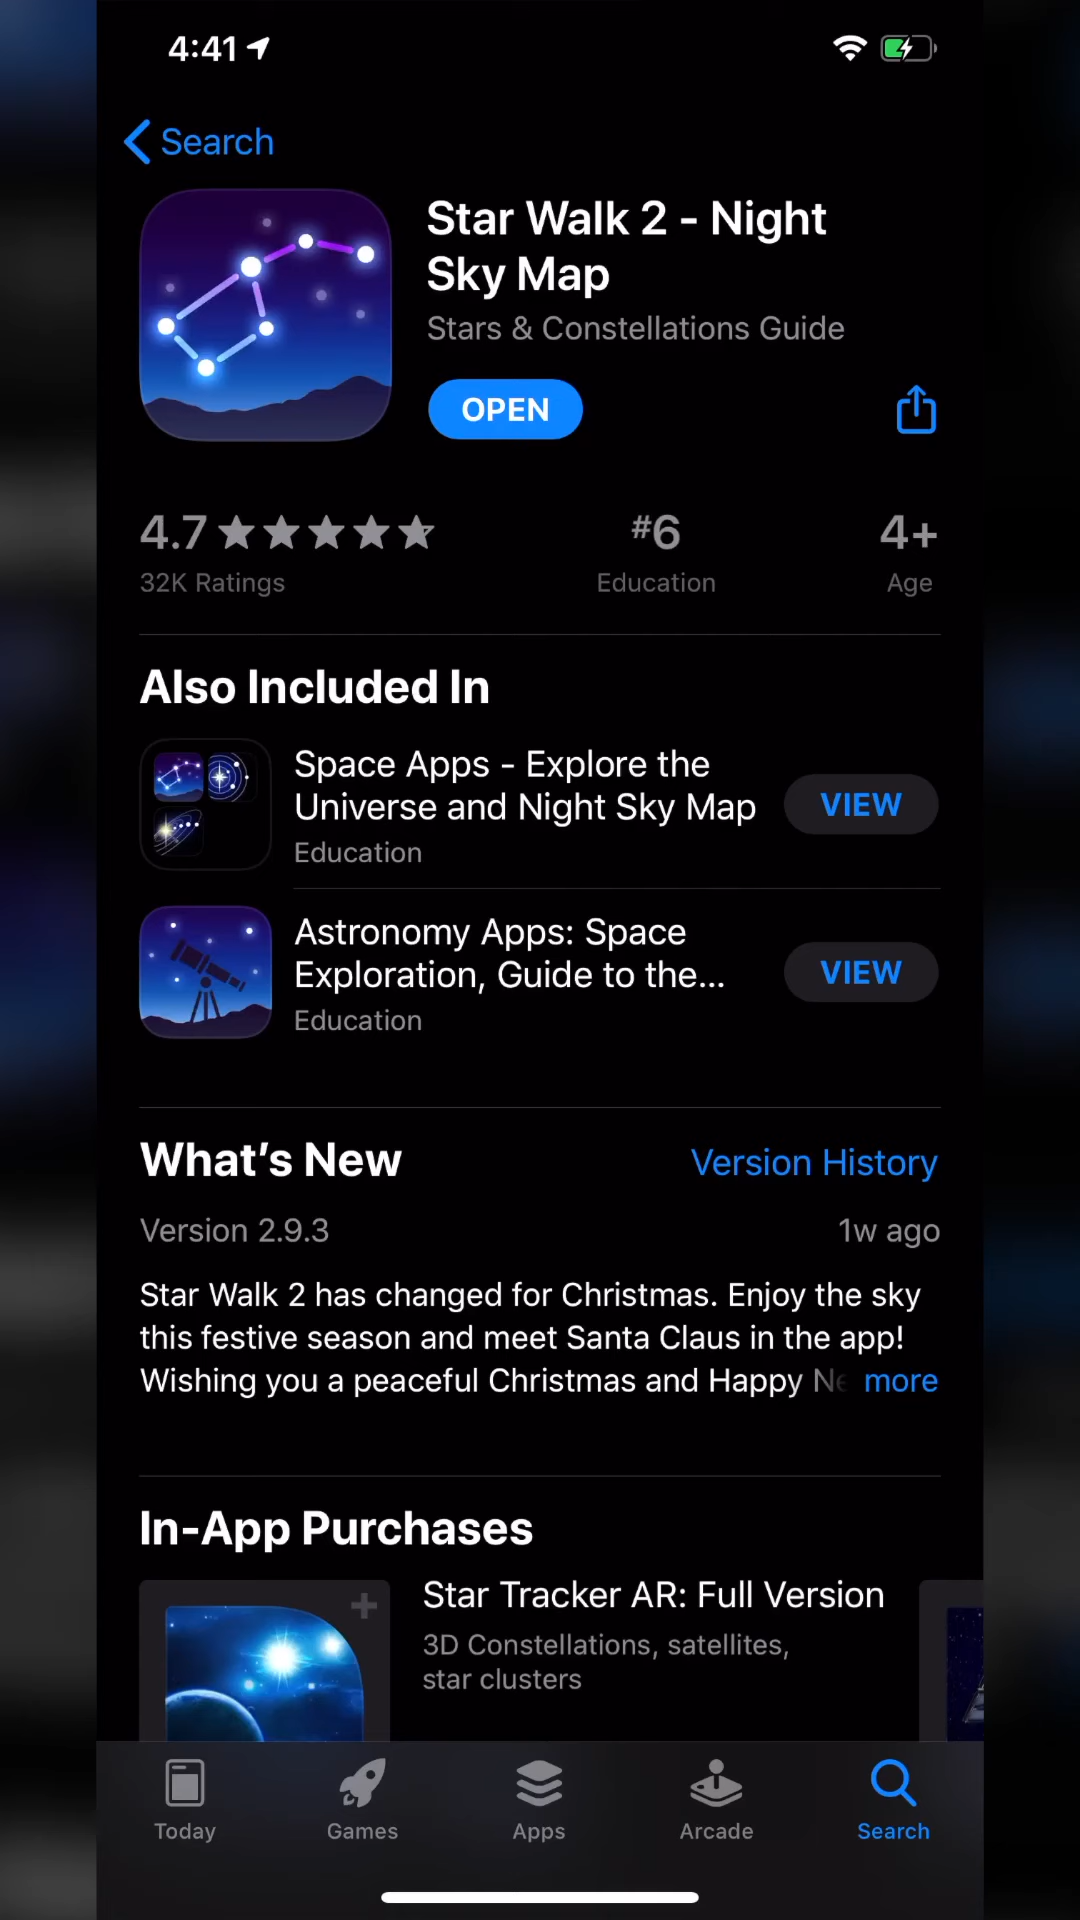 4:41
Search
Star Walk 2 - Night
Sky Map
Stars & Constellations Guide
OPEN
4.7
#6
4+
32K Ratings
Education
Age
Also Included In
Space Apps - Explore the
Universe and Night Sky Map
Education
VIEW
Astronomy Apps: Space
Exploration, Guide to the...
Education
VIEW
What's New
Version History
Version 2.9.3
1w ago
Star Walk 2 has changed for Christmas. Enjoy the sky
this festive season and meet Santa Claus in the app!
Wishing you a peaceful Christmas and Happy Ne more
In-App Purchases
Star Tracker AR: Full Version
3D Constellations, satellites,
star clusters
Today
Games
Apps
Arcade
Search